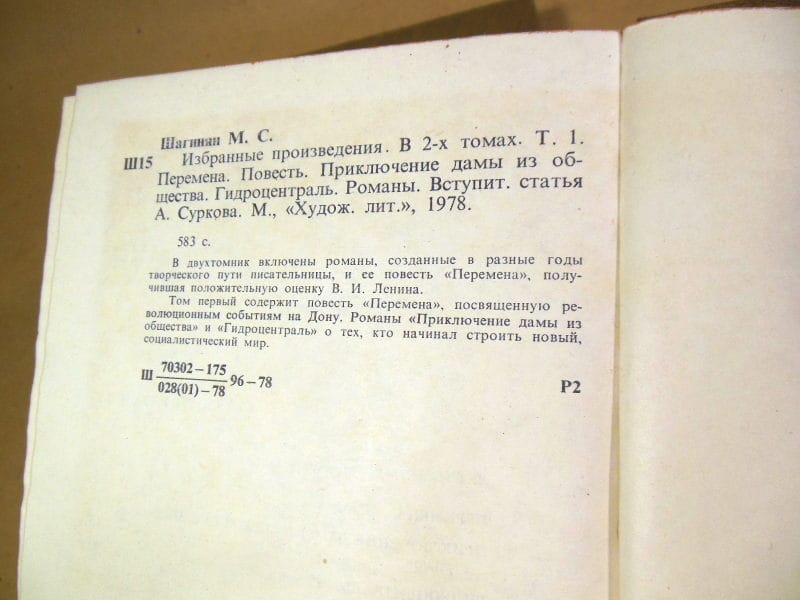 Шагинян М. С.
Ш15 Избранные произведения. В 2-х томах. Т. 1.
Перемена. Повесть. Приключение дамы из об-
щества. Гидроцентраль. Романы. Вступит. статья
А. Суркова. М., «Худож. лит.», 1978.
583 с.
В двухтомник включены романы, созданные в разные годы
творческого пути писательницы, и ее повесть «Перемена», полу-
чившая положительную оценку В. И. Ленина.
Том первый содержит повесть «Перемена», посвященную ре-
волюционным событиям на Дону. Романы «Приключение дамы из
общества» и «Гидроцентраль» о тех, кто начинал строить новый,
социалистический мир.
Ш 70302—175
028(01)—78 96—78
Р2